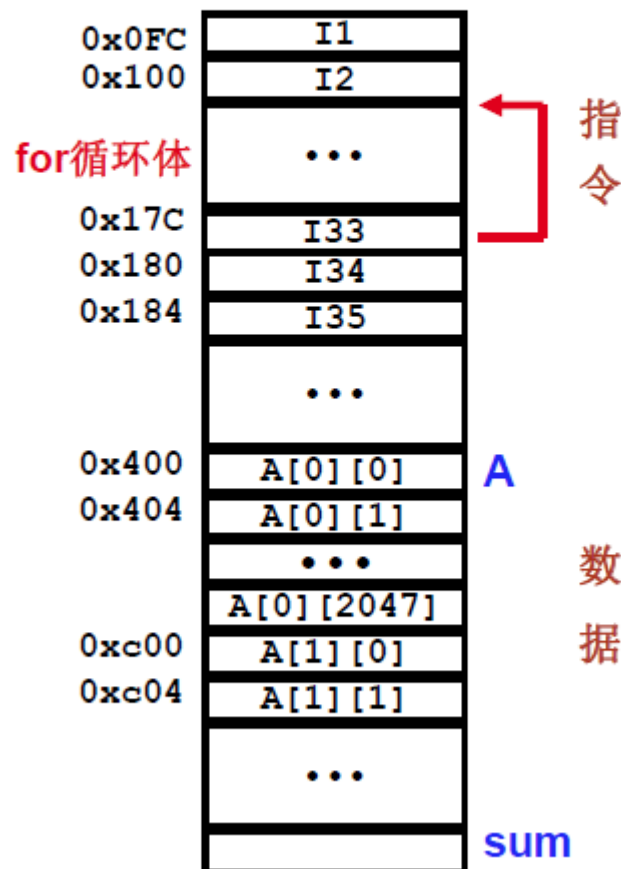 0x0FC I1
0x100 I2
for循环体 •••
指令
0x17C I33
0x180 I34
0x184 I35
•••
0x400 A[0][0] A
0x404 A[0][1]
•••
数据
A[0][2047]
0xc00 A[1][0]
0xc04 A[1][1]
•••
sum